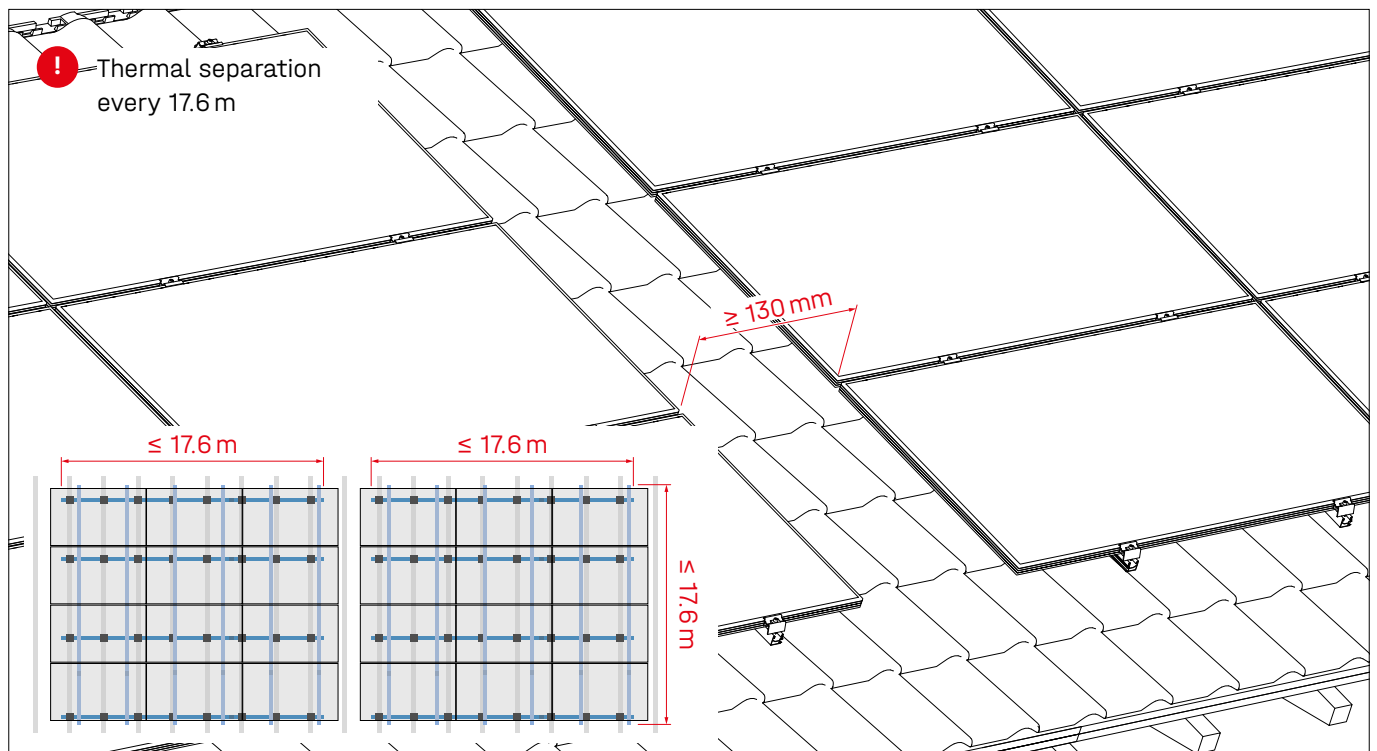 !
Thermal separation
every 17.6 m
≥ 130 mm
≤ 17.6 m
≤ 17.6 m
≤ 17.6 m